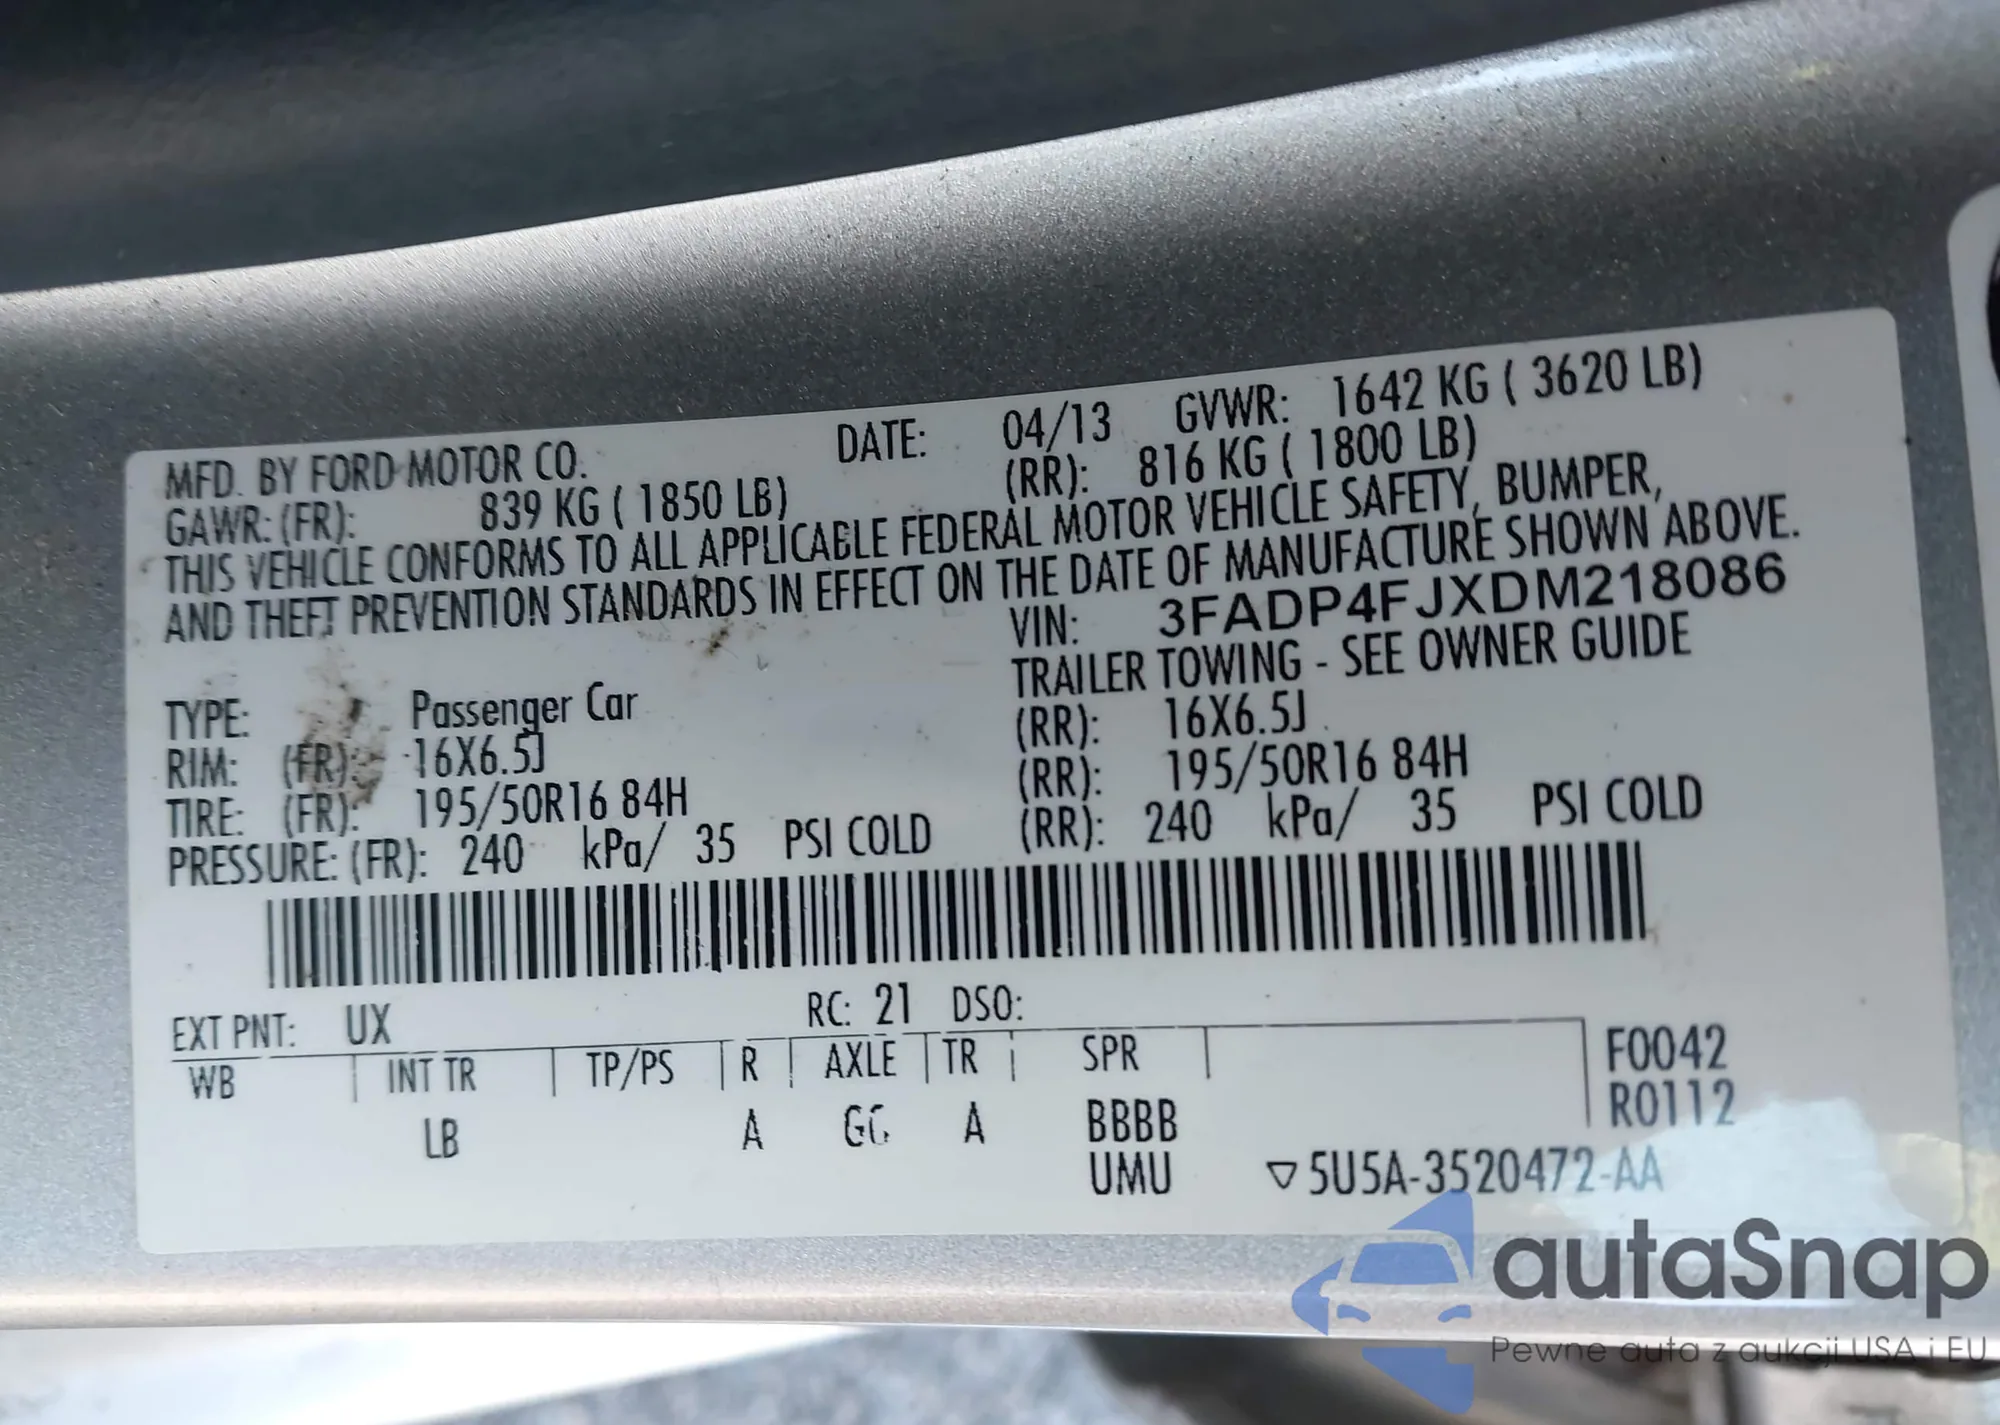 MFD. BY FORD MOTOR CO. DATE: 04/13 GVWR: 1642 KG ( 3620 LB)
GAWR: (FR): 839 KG ( 1850 LB) (RR): 816 KG ( 1800 LB)
THIS VEHICLE CONFORMS TO ALL APPLICABLE FEDERAL MOTOR VEHICLE SAFETY, BUMPER,
AND THEFT PREVENTION STANDARDS IN EFFECT ON THE DATE OF MANUFACTURE SHOWN ABOVE.
VIN: 3FADP4FJXDM218086
TRAILER TOWING - SEE OWNER GUIDE
TYPE: Passenger Car
RIM: (FR): 16X6.5J (RR): 16X6.5J
TIRE: (FR): 195/50R16 84H (RR): 195/50R16 84H
PRESSURE: (FR): 240 kPa/ 35 PSI COLD (RR): 240 kPa/ 35 PSI COLD
EXT PNT: UX RC: 21 DSO:
WB INT TR TP/PS R AXLE TR SPR F0042
R0112
LB A A BBBB
UMU ▽5U5A-3520472-AA
autaSnap
Pewne auta z aukcji USA i EU